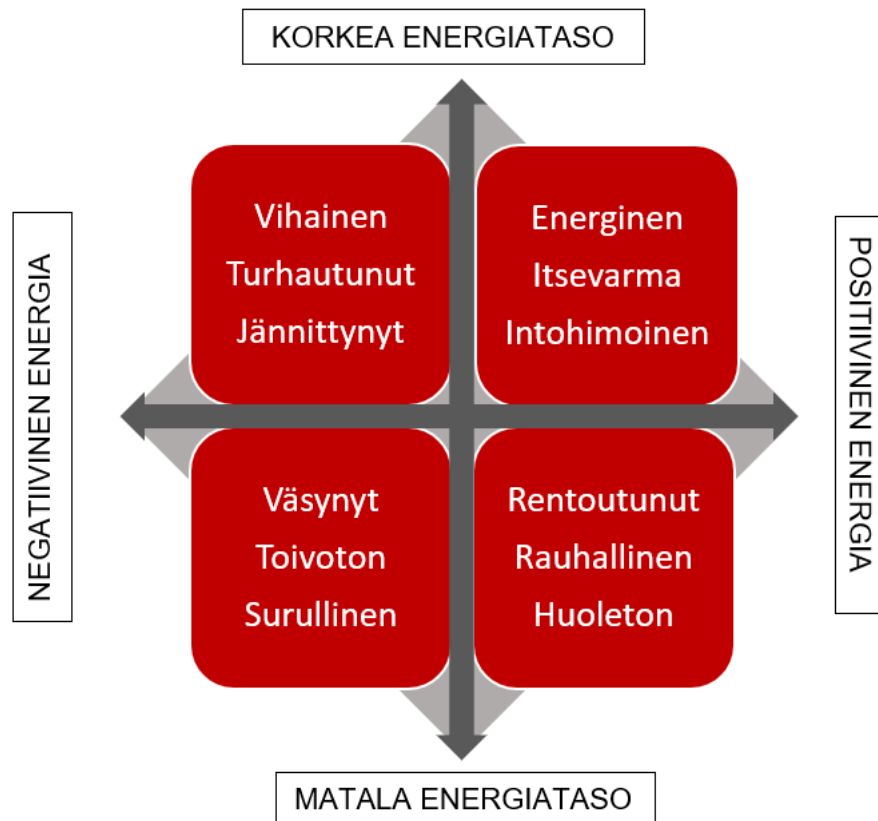 KORKEA ENERGIATASO
NEGATIIVINEN ENERGIA
Vihainen
Turhautunut
Jännittynyt
Energinen
Itsevarma
Intohimoinen
POSITIIVINEN ENERGIA
Väsynyt
Toivoton
Surullinen
Rentoutunut
Rauhallinen
Huoleton
MATALA ENERGIATASO